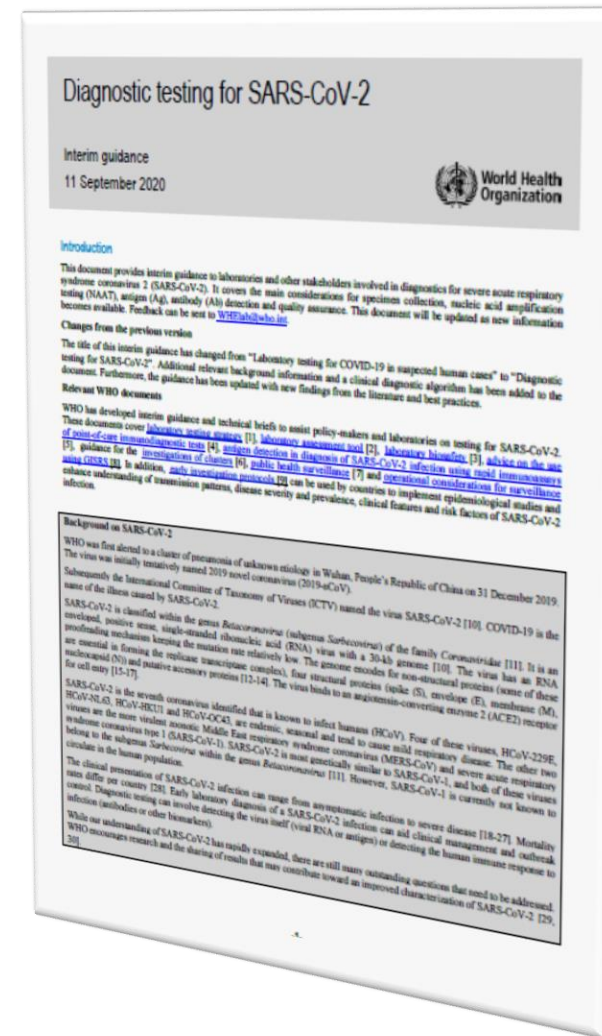 Diagnostic testing for SARS-CoV-2
Interim guidance
11 September 2020
World Health
Organization
Introduction
This document provides interim guidance to laboratories and other stakeholders involved in diagnostics for severe acute respiratory
syndrome coronavirus 2 (SARS-CoV-2). It covers the main considerations for specimen collection, nucleic acid amplification
testing (NAAT), antigen (Ag), antibody (Ab) detection and quality assurance. This document will be updated as new information
becomes available. Feedback can be sent to WHElab@who.int.
Changes from the previous version
The title of this interim guidance has changed from "Laboratory testing for COVID-19 in suspected human cases" to "Diagnostic
testing for SARS-CoV-2". Additional relevant background information and a clinical diagnostic algorithm has been added to the
document. Furthermore, the guidance has been updated with new findings from the literature and best practices.
Relevant WHO documents
WHO has developed interim guidance and technical briefs to assist policy-makers and laboratories on testing for SARS-CoV-2.
These documents cover laboratory testing strategy [1], laboratory assessment tool [2], laboratory biosafety [3], advice on the use
of point-of-care immunodiagnostic tests [4], antigen detection in diagnosis of SARS-CoV-2 infection using rapid immunoassays
[5], guidance for the investigations of clusters [6], public health surveillance [7] and operational considerations for surveillance
using GISRS [8]. In addition, early investigation protocols [9] can be used by countries to implement epidemiological studies and
enhance understanding of transmission patterns, disease severity and prevalence, clinical features and risk factors of SARS-CoV-2
infection.
Background on SARS-CoV-2
WHO was first alerted to a cluster of pneumonia of unknown etiology in Wuhan, People's Republic of China on 31 December 2019.
The virus was initially tentatively named 2019 novel coronavirus (2019-nCoV).
Subsequently the International Committee of Taxonomy of Viruses (ICTV) named the virus SARS-CoV-2 [10]. COVID-19 is the
name of the illness caused by SARS-CoV-2.
SARS-CoV-2 is classified within the genus Betacoronavirus (subgenus Sarbecovirus) of the family Coronaviridae [11]. It is an
enveloped, positive sense, single-stranded ribonucleic acid (RNA) virus with a 30-kb genome [10]. The virus has an RNA
proofreading mechanism keeping the mutation rate relatively low. The genome encodes for non-structural proteins (some of these
are essential in forming the replicase transcriptase complex), four structural proteins (spike (S), envelope (E), membrane (M),
nucleocapsid (N)) and putative accessory proteins [12-14]. The virus binds to an angiotensin-converting enzyme 2 (ACE2) receptor
for cell entry [15-17].
SARS-CoV-2 is the seventh coronavirus identified that is known to infect humans (HCoV). Four of these viruses, HCoV-229E,
HCoV-NL63, HCoV-HKU1 and HCoV-OC43, are endemic, seasonal and tend to cause mild respiratory disease. The other two
viruses are the more virulent zoonotic Middle East respiratory syndrome coronavirus (MERS-CoV) and severe acute respiratory
syndrome coronavirus type 1 (SARS-CoV-1). SARS-CoV-2 is most genetically similar to SARS-CoV-1, and both of these viruses
belong to the subgenus Sarbecovirus within the genus Betacoronavirus [11]. However, SARS-CoV-1 is currently not known to
circulate in the human population.
The clinical presentation of SARS-CoV-2 infection can range from asymptomatic infection to severe disease [18-27]. Mortality
rates differ per country [28]. Early laboratory diagnosis of a SARS-CoV-2 infection can aid clinical management and outbreak
control. Diagnostic testing can involve detecting the virus itself (viral RNA or antigen) or detecting the human immune response to
infection (antibodies or other biomarkers).
While our understanding of SARS-CoV-2 has rapidly expanded, there are still many outstanding questions that need to be addressed.
WHO encourages research and the sharing of results that may contribute toward an improved characterization of SARS-CoV-2 [29,
30].